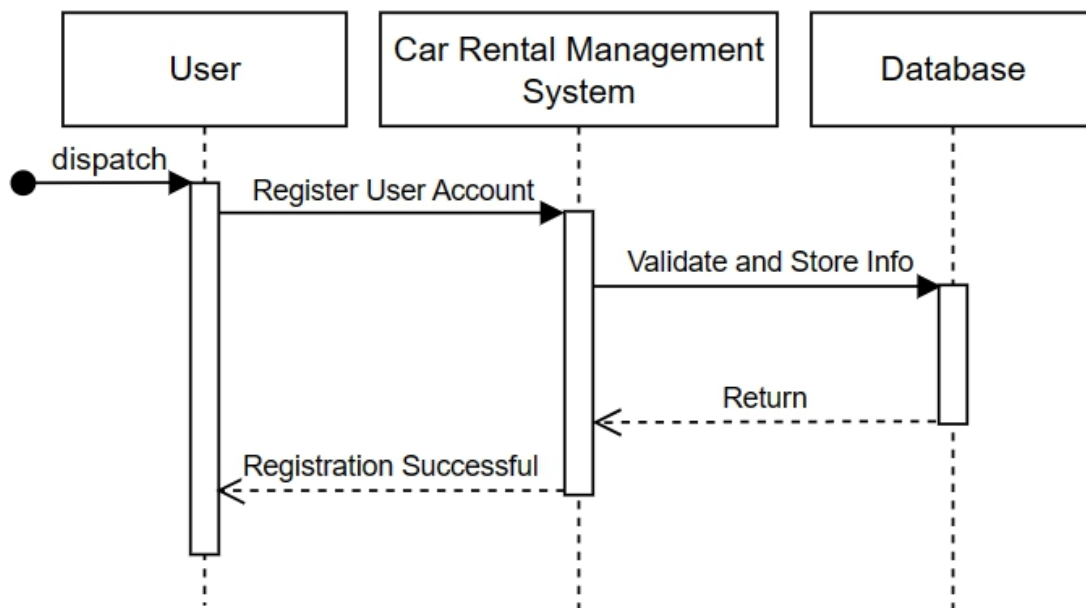 User
Car Rental Management
System
Database
dispatch
Register User Account
Validate and Store Info
Return
Registration Successful